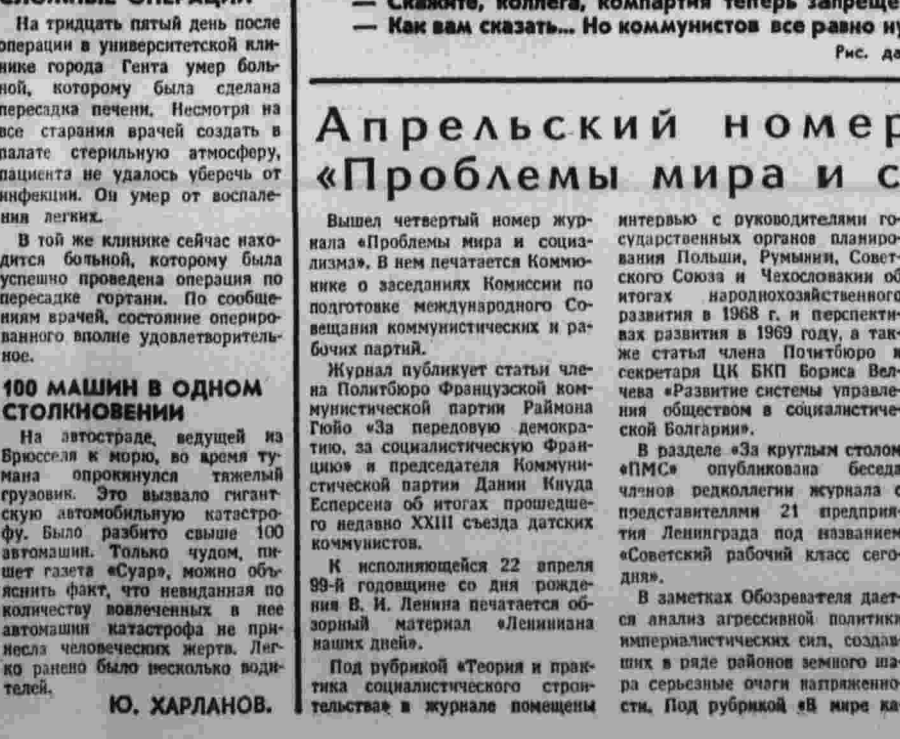 СЛОЖНЫЕ ОПЕРАЦИИ
На тридцать пятый день после
операции в университетской кли-
нике города Гента умер боль-
ной, которому была сделана
пересадка печени. Несмотря на
все старания врачей создать в
палате стерильную атмосферу,
пациента не удалось уберечь от
инфекции. Он умер от воспале-
ния легких.
В той же клинике сейчас нахо-
дится больной, которому была
успешно проведена операция по
пересадке гортани. По сообще-
ниям врачей, состояние опериро-
ванного вполне удовлетворитель-
ное.
100 МАШИН В ОДНОМ
СТОЛКНОВЕНИИ
На автостраде, ведущей из
Брюсселя к морю, во время ту-
мана опрокинулся тяжелый
грузовик. Это вызвало гигант-
скую автомобильную катастро-
фу. Было разбито свыше 100
автомашин. Только чудом, пи-
шет газета «Суар», можно объ-
яснить факт, что невиданная по
количеству вовлеченных в нее
автомашин катастрофа не при-
несла человеческих жертв. Лег-
ко ранено было несколько води-
телей.
Ю. ХАРЛАНОВ.
— Скажите, коллега, компартия теперь запреще
— Как вам сказать... Но коммунистов все равно ну
Рис. да
Апрельский номер
«Проблемы мира и с
Вышел четвертый номер жур-
нала «Проблемы мира и социа-
лизма». В нем печатается Коммю-
нике о заседаниях Комиссии по
подготовке международного Со-
вещания коммунистических и ра-
бочих партий.
Журнал публикует статьи чле-
на Политбюро Французской ком-
мунистической партии Раймона
Гюйо «За передовую демокра-
тию, за социалистическую Фран-
цию» и председателя Коммуни-
стической партии Дании Кнуда
Есперсена об итогах прошедше-
го недавно XXIII съезда датских
коммунистов.
К исполняющейся 22 апреля
99-й годовщине со дня рожде-
ния В. И. Ленина печатается об-
зорный материал «Лениниана
наших дней».
Под рубрикой «Теория и прак-
тика социалистического строи-
тельства» в журнале помещены
интервью с руководителями го-
сударственных органов планиро-
вания Польши, Румынии, Совет-
ского Союза и Чехословакии об
итогах народнохозяйственного
развития в 1968 г. и перспекти-
вах развития в 1969 году, а так-
же статья члена Политбюро и
секретаря ЦК БКП Бориса Вел-
чева «Развитие системы управле-
ния обществом в социалистиче-
ской Болгарии».
В разделе «За круглым столом
«ПМС» опубликована беседа
членов редколлегии журнала с
представителями 21 предприя-
тия Ленинграда под названием
«Советский рабочий класс сего-
дня».
В заметках Обозревателя дает-
ся анализ агрессивной политики
империалистических сил, создав-
ших в ряде районов земного ша-
ра серьезные очаги напряженно-
сти. Под рубрикой «В мире ка-